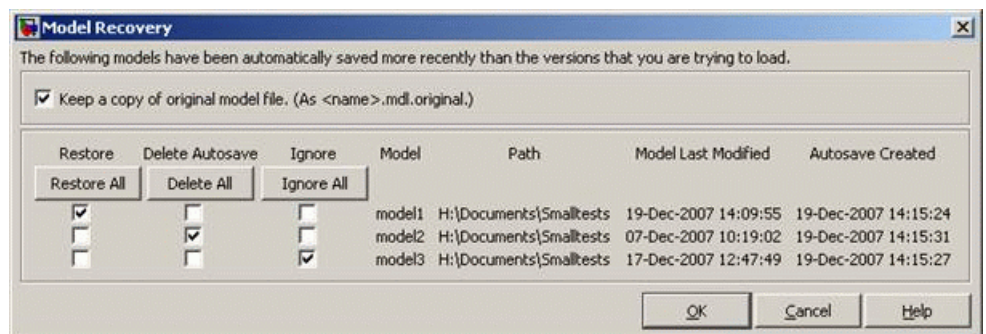 Model Recovery
The following models have been automatically saved more recently than the versions that you are trying to load.
Keep a copy of original model file. (As <name>.mdl.original.)
Restore Delete Autosave Ignore Model Path Model Last Modified Autosave Created
Restore All Delete All Ignore All
model1 H:\Documents\Smalltests 19-Dec-2007 14:09:55 19-Dec-2007 14:15:24
model2 H:\Documents\Smalltests 07-Dec-2007 10:19:02 19-Dec-2007 14:15:31
model3 H:\Documents\Smalltests 17-Dec-2007 12:47:49 19-Dec-2007 14:15:27
OK Cancel Help